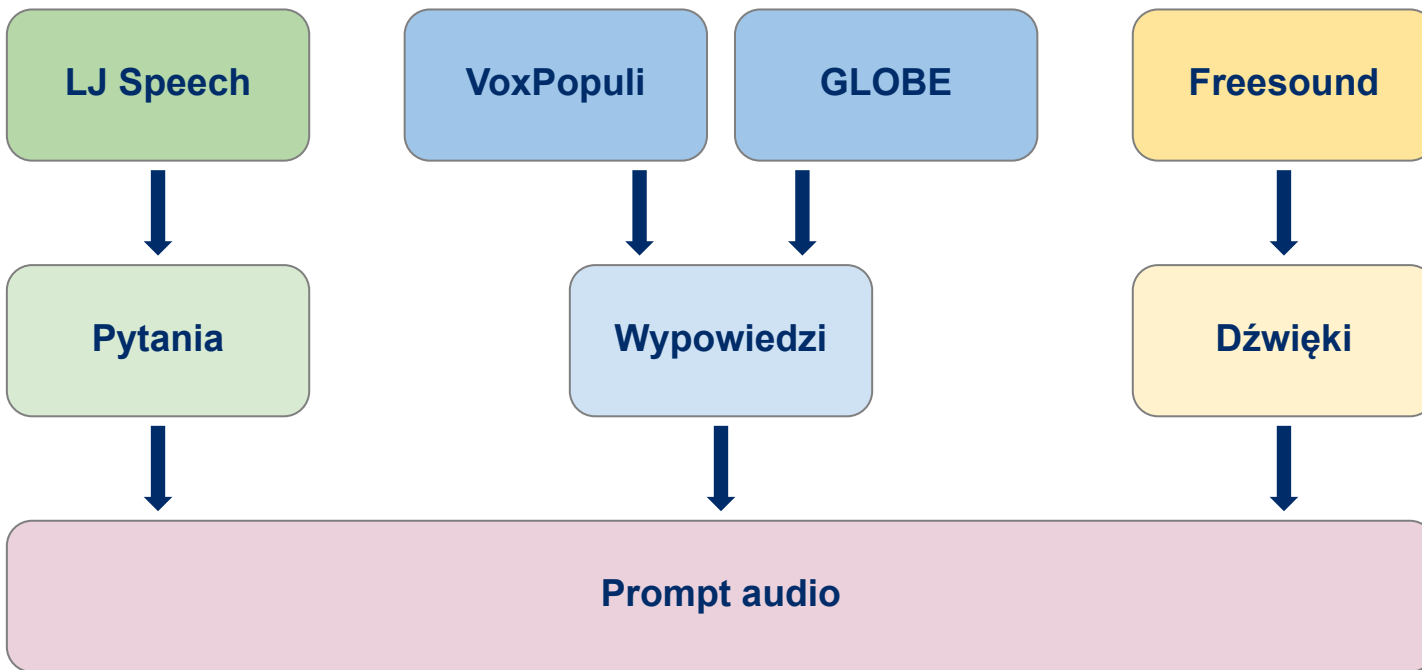 LJ Speech
VoxPopuli
GLOBE
Freesound
Pytania
Wypowiedzi
Dźwięki
Prompt audio